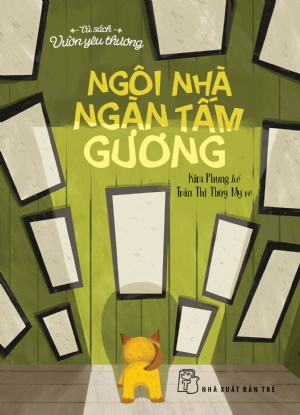 Tủ sách
Vườn yêu thương
NGÔI NHÀ
NGÀN TẤM
GƯƠNG
Kim Phụng kể
Trần Thị Thúy My vẽ
NHÀ XUẤT BẢN TRẺ